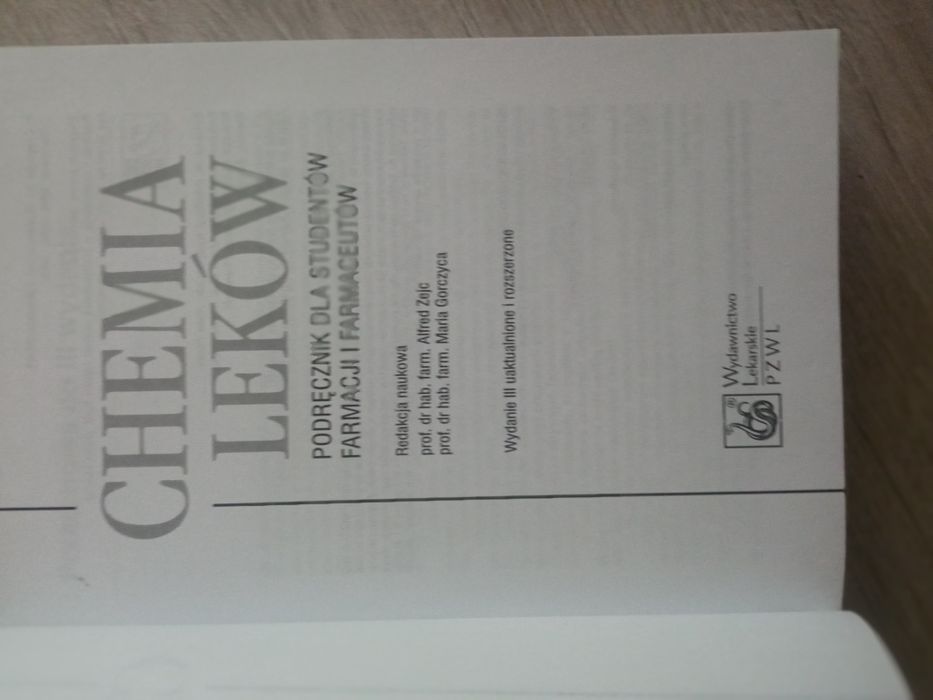 CHEMIA
LEKÓW
PODRĘCZNIK DLA STUDENTÓW
FARMACJI I FARMACEUTÓW
Redakcja naukowa
prof. dr hab. farm. Alfred Zejc
prof. dr hab. farm. Maria Gorczyca
Wydanie III uaktualnione i rozszerzone
®
Wydawnictwo
Lekarskie
PZWL